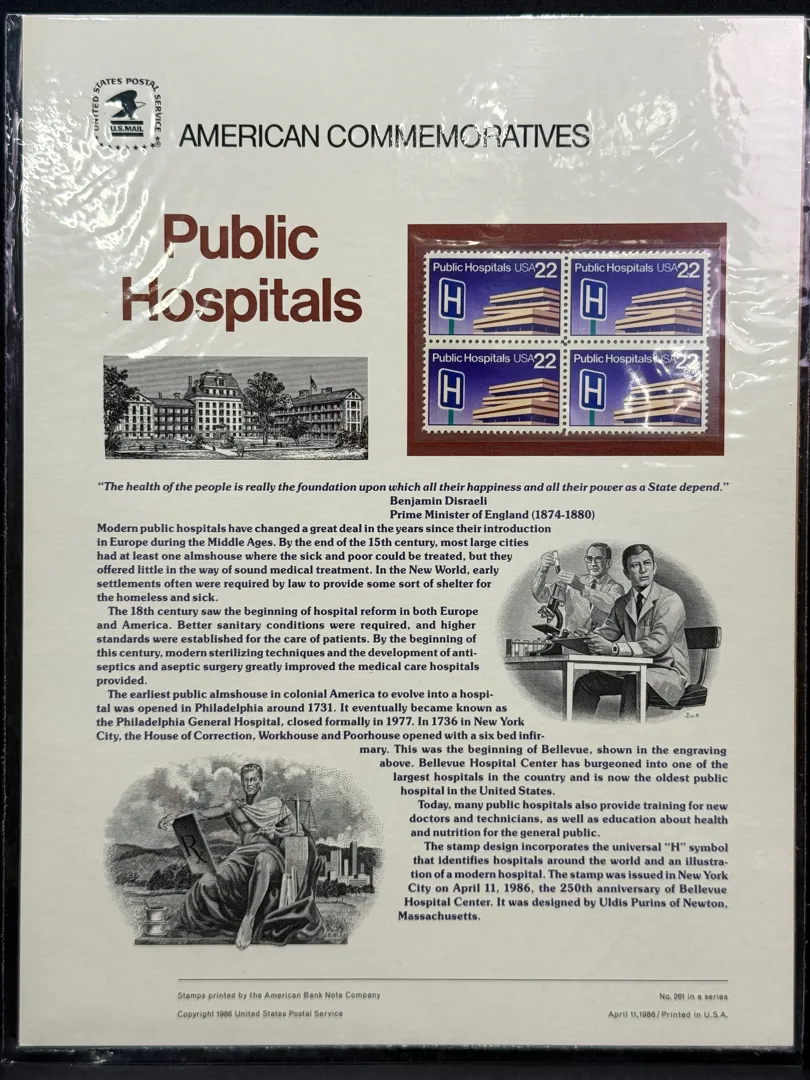 UNITED STATES POSTAL SERVICE
U.S.MAIL
AMERICAN COMMEMORATIVES
Public
Hospitals
Public Hospitals USA 22
H
Public Hospitals USA 22
H
Public Hospitals USA 22
H
Public Hospitals USA 22
H
"The health of the people is really the foundation upon which all their happiness and all their power as a State depend."
Benjamin Disraeli
Prime Minister of England (1874-1880)
Modern public hospitals have changed a great deal in the years since their introduction
in Europe during the Middle Ages. By the end of the 15th century, most large cities
had at least one almshouse where the sick and poor could be treated, but they
offered little in the way of sound medical treatment. In the New World, early
settlements often were required by law to provide some sort of shelter for
the homeless and sick.
The 18th century saw the beginning of hospital reform in both Europe
and America. Better sanitary conditions were required, and higher
standards were established for the care of patients. By the beginning of
this century, modern sterilizing techniques and the development of anti-
septics and aseptic surgery greatly improved the medical care hospitals
provided.
The earliest public almshouse in colonial America to evolve into a hospi-
tal was opened in Philadelphia around 1731. It eventually became known as
the Philadelphia General Hospital, closed formally in 1977. In 1736 in New York
City, the House of Correction, Workhouse and Poorhouse opened with a six bed infir-
mary. This was the beginning of Bellevue, shown in the engraving
above. Bellevue Hospital Center has burgeoned into one of the
largest hospitals in the country and is now the oldest public
hospital in the United States.
Today, many public hospitals also provide training for new
doctors and technicians, as well as education about health
and nutrition for the general public.
The stamp design incorporates the universal "H" symbol
that identifies hospitals around the world and an illustra-
tion of a modern hospital. The stamp was issued in New York
City on April 11, 1986, the 250th anniversary of Bellevue
Hospital Center. It was designed by Uldis Purins of Newton,
Massachusetts.
Rx
Stamps printed by the American Bank Note Company
No. 261 in a series
Copyright 1986 United States Postal Service
April 11, 1986/Printed in U.S.A.